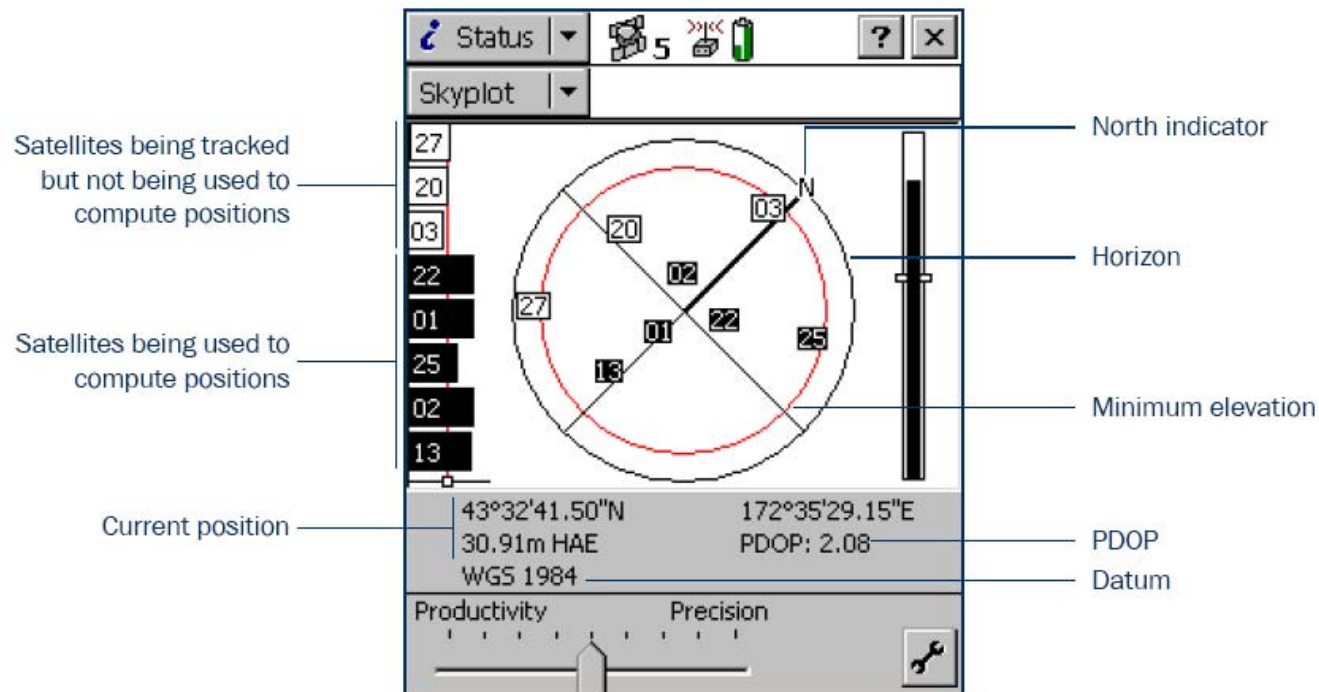 Status
5
?
×
Skyplot
Satellites being tracked
but not being used to
compute positions
Satellites being used to
compute positions
Current position
27
20
03
22
01
25
02
13
N
03
20
02
27
01
22
25
13
North indicator
Horizon
Minimum elevation
PDOP
Datum
43°32'41.50"N 172°35'29.15"E
30.91m HAE PDOP: 2.08
WGS 1984
Productivity Precision